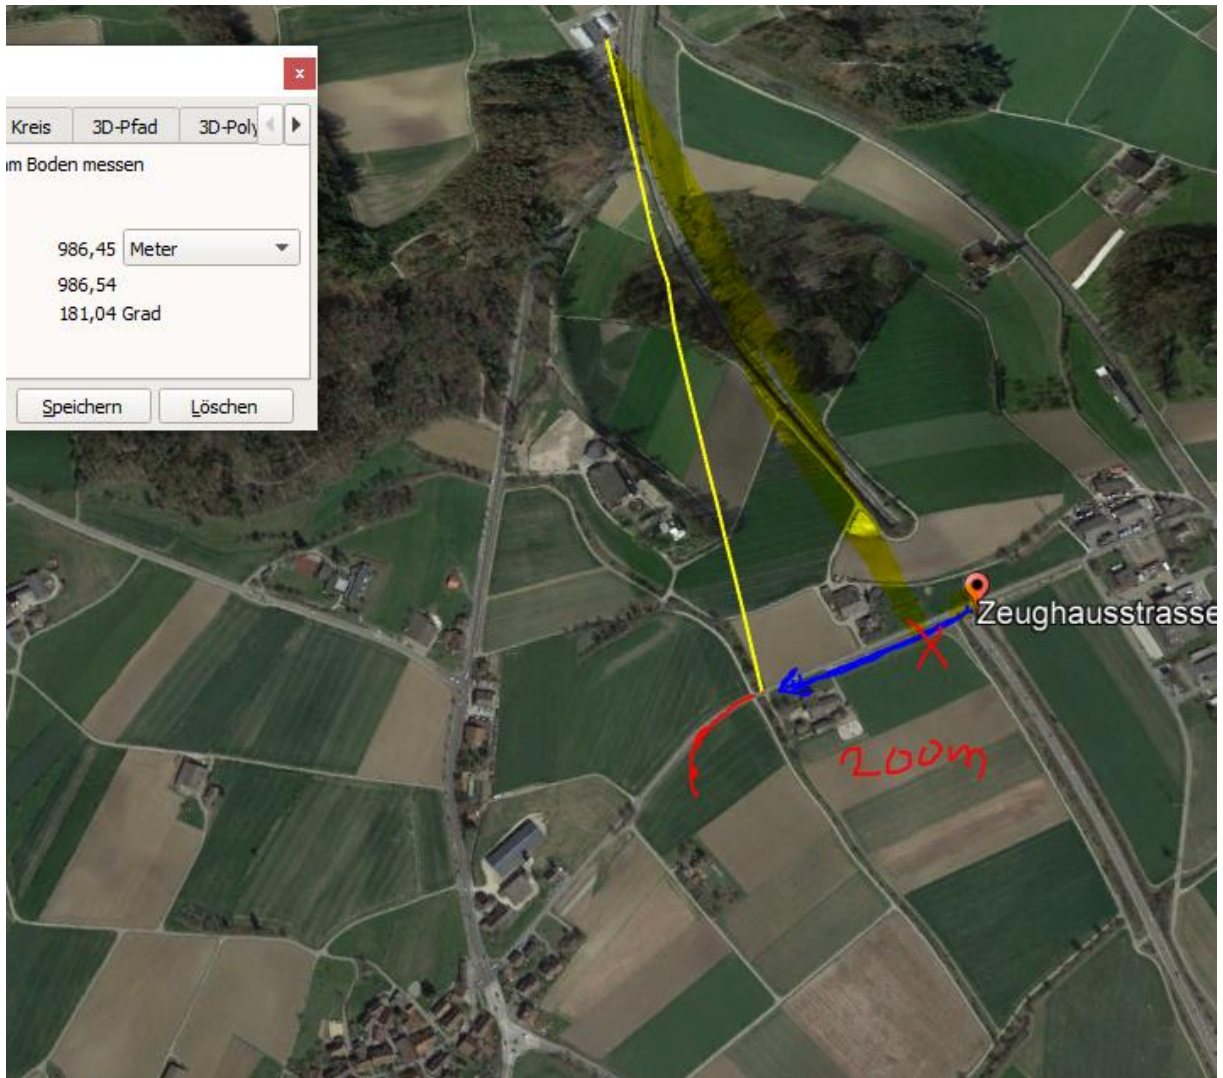 x
Kreis 3D-Pfad 3D-Poly
am Boden messen
986,45 Meter
986,54
181,04 Grad
Speichern Löschen
Zeughausstrasse
X
200m